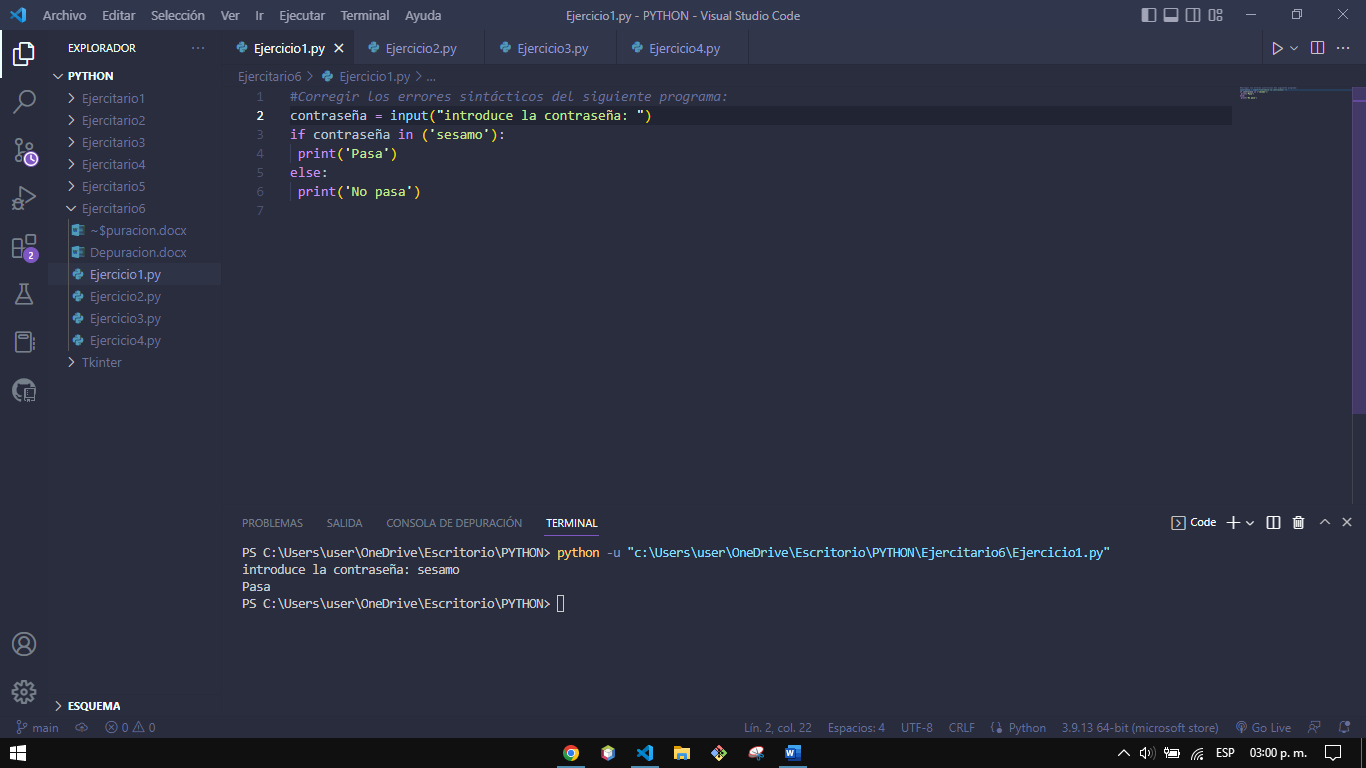 Archivo Editar Selección Ver Ir Ejecutar Terminal Ayuda
Ejercicio1.py - PYTHON - Visual Studio Code
EXPLORADOR
Ejercicio1.py Ejercicio2.py Ejercicio3.py Ejercicio4.py
PYTHON
Ejercitario1
Ejercitario2
Ejercitario3
Ejercitario4
Ejercitario5
Ejercitario6
~$puracion.docx
Depuracion.docx
Ejercicio1.py
Ejercicio2.py
Ejercicio3.py
Ejercicio4.py
Tkinter
2
Ejercitario6 > Ejercicio1.py > ...
1 #Corregir los errores sintácticos del siguiente programa:
2 contraseña = input("introduce la contraseña: ")
3 if contraseña in ('sesamo'):
4 print('Pasa')
5 else:
6 print('No pasa')
7
PROBLEMAS SALIDA CONSOLA DE DEPURACIÓN TERMINAL
Code
PS C:\Users\user\OneDrive\Escritorio\PYTHON> python -u "c:\Users\user\OneDrive\Escritorio\PYTHON\Ejercitario6\Ejercicio1.py"
introduce la contraseña: sesamo
Pasa
PS C:\Users\user\OneDrive\Escritorio\PYTHON>
ESQUEMA
main 0 0
Lín. 2, col. 22 Espacios: 4 UTF-8 CRLF Python 3.9.13 64-bit (microsoft store) Go Live
ESP 03:00 p. m.